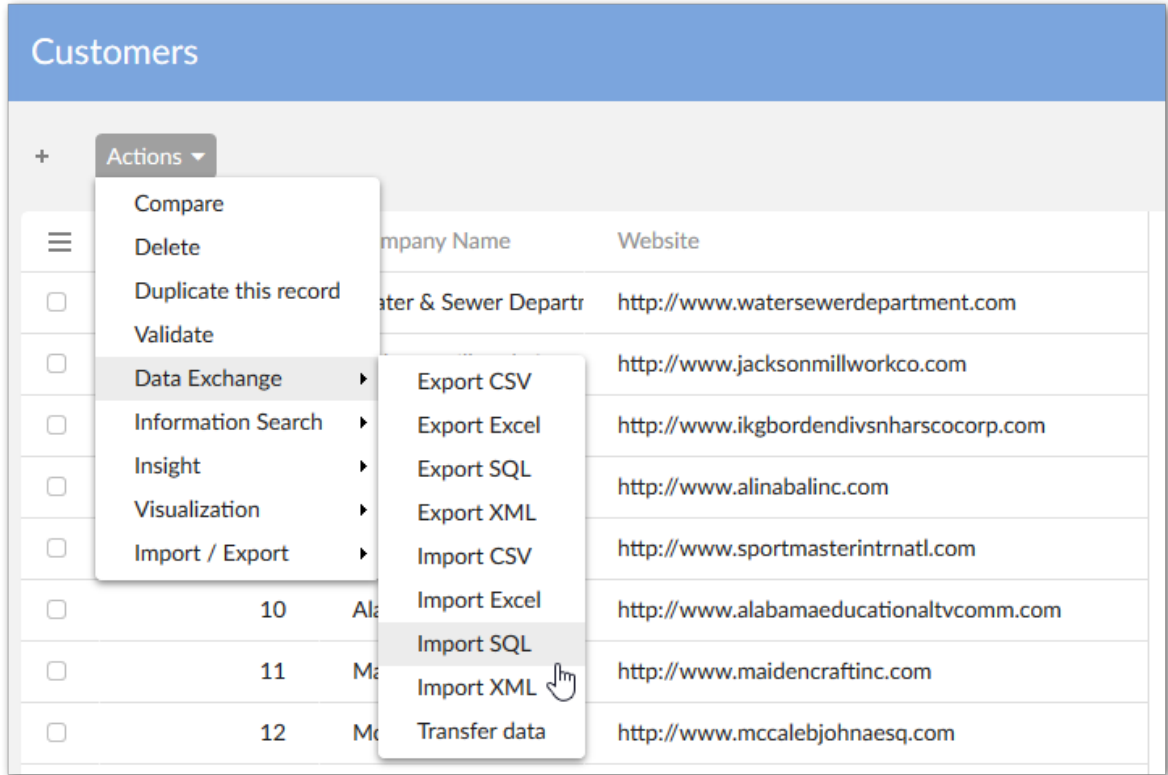 Customers
+ Actions
Compare
Delete
Duplicate this record
Validate
Data Exchange
Information Search
Insight
Visualization
Import / Export
Export CSV
Export Excel
Export SQL
Export XML
Import CSV
Import Excel
Import SQL
Import XML
Transfer data
mpany Name Website
ater & Sewer Departr http://www.watersewerdepartment.com
http://www.jacksonmillworkco.com
http://www.ikgbordendivsnharscocorp.com
http://www.alinabalinc.com
http://www.sportmasterintrnatl.com
10 Ala http://www.alabamaeducationaltvcomm.com
11 Ma http://www.maidencraftinc.com
12 Mc http://www.mccalebjohnaesq.com